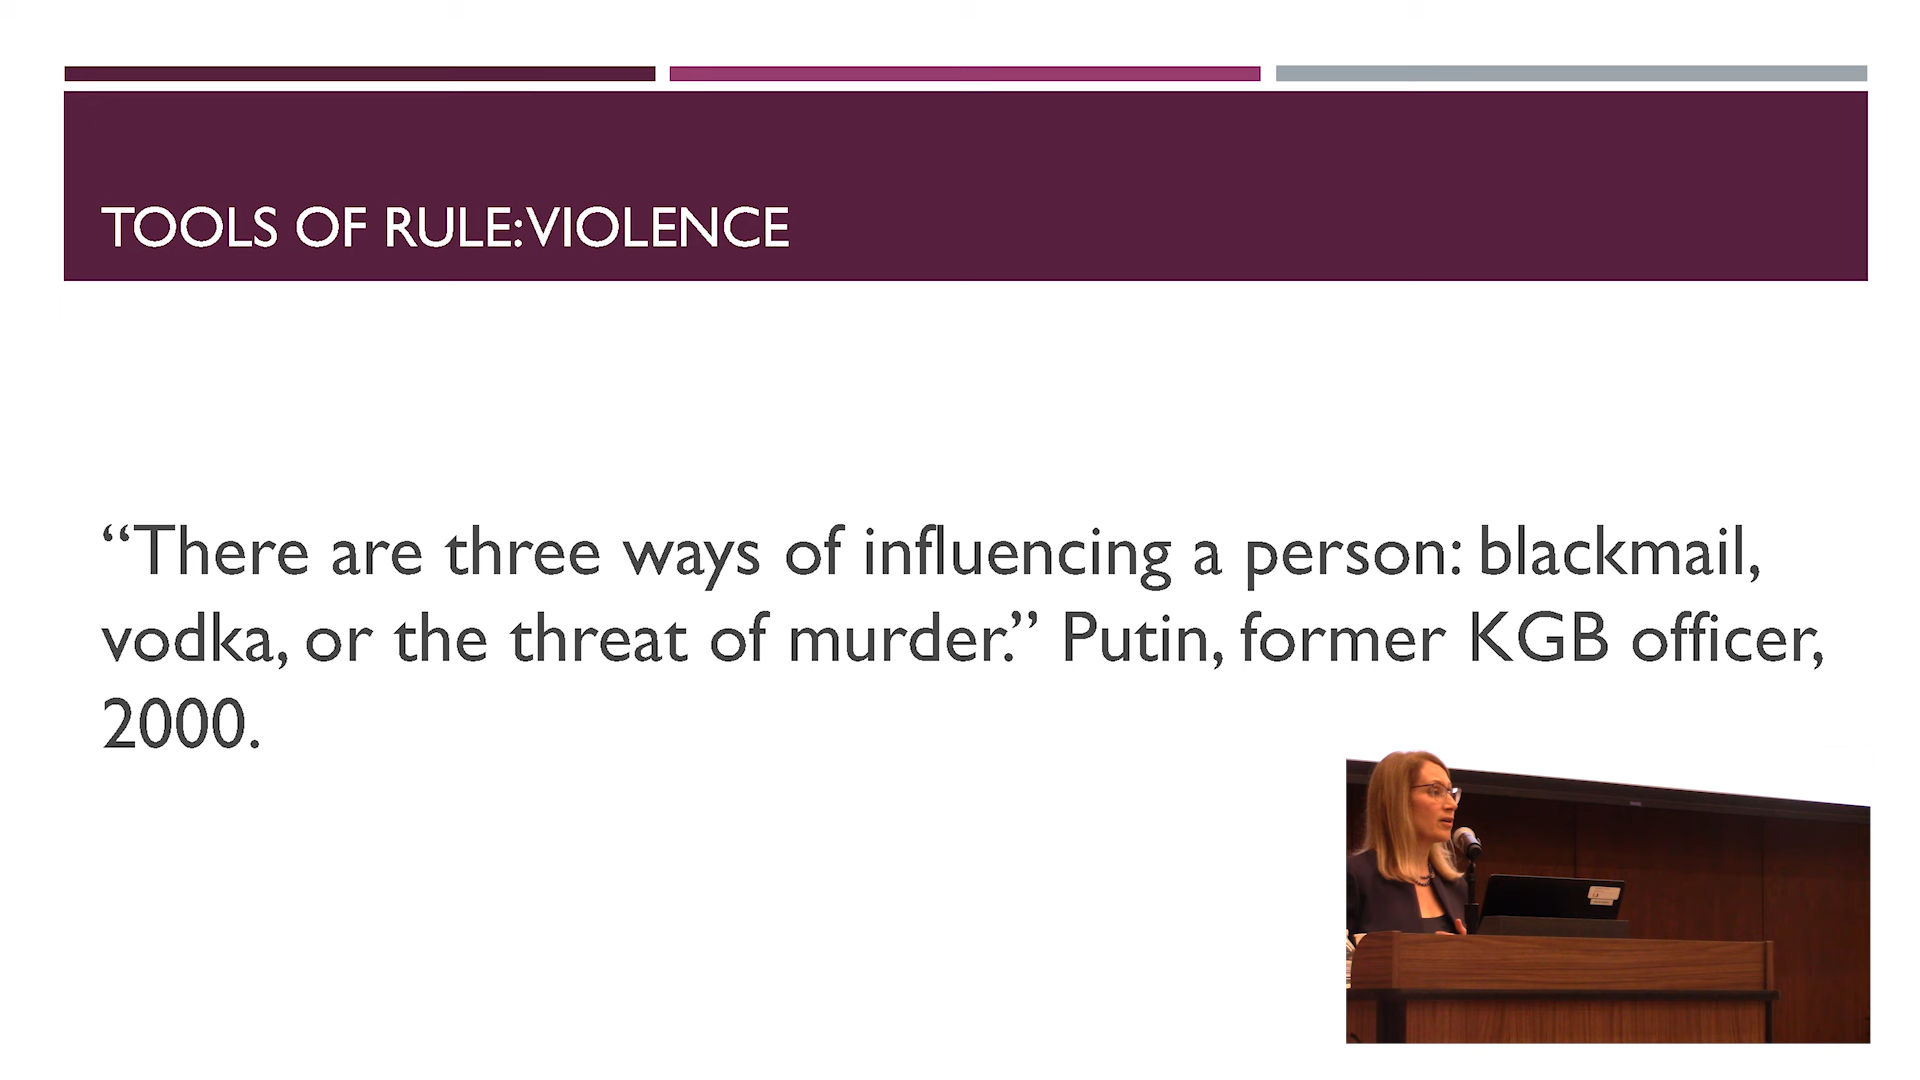 TOOLS OF RULE: VIOLENCE
“There are three ways of influencing a person: blackmail,
vodka, or the threat of murder.” Putin, former KGB officer,
2000.